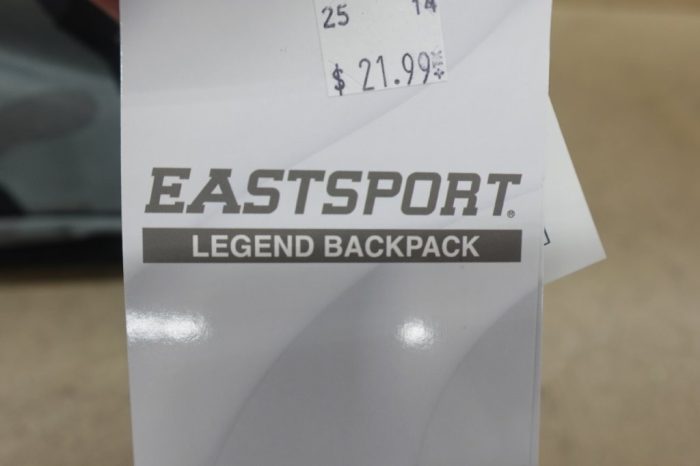 25 14
$ 21.99
EASTSPORT®
LEGEND BACKPACK